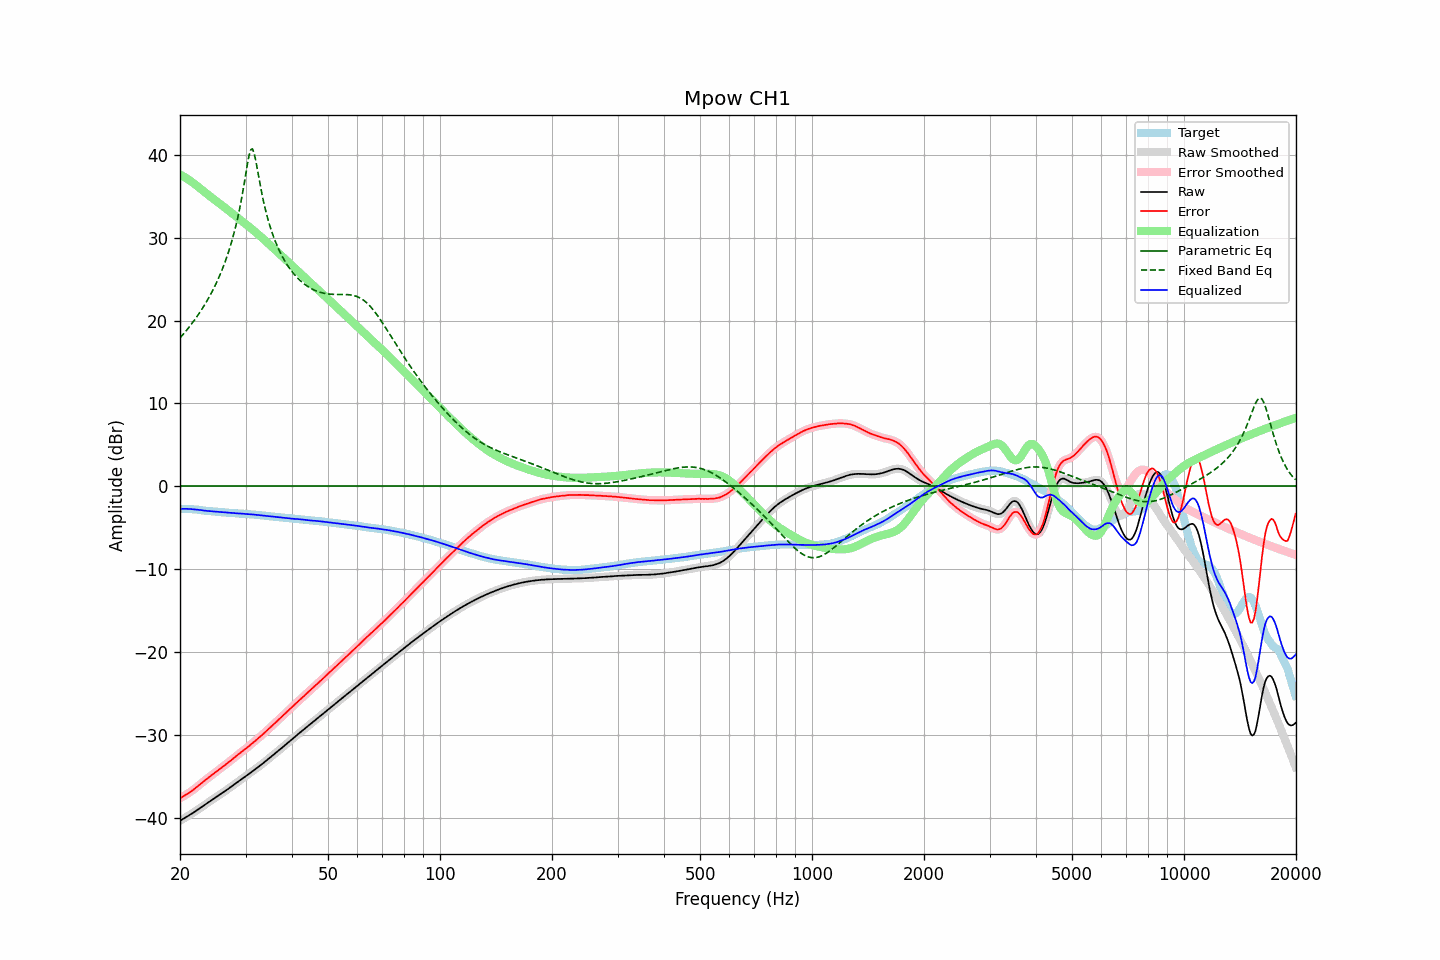 Mpow CH1
Target
Raw Smoothed
Error Smoothed
Raw
Error
Equalization
Parametric Eq
Fixed Band Eq
Equalized
Amplitude (dBr)
40
30
20
10
0
−10
−20
−30
−40
20 50 100 200 500 1000 2000 5000 10000 20000
Frequency (Hz)